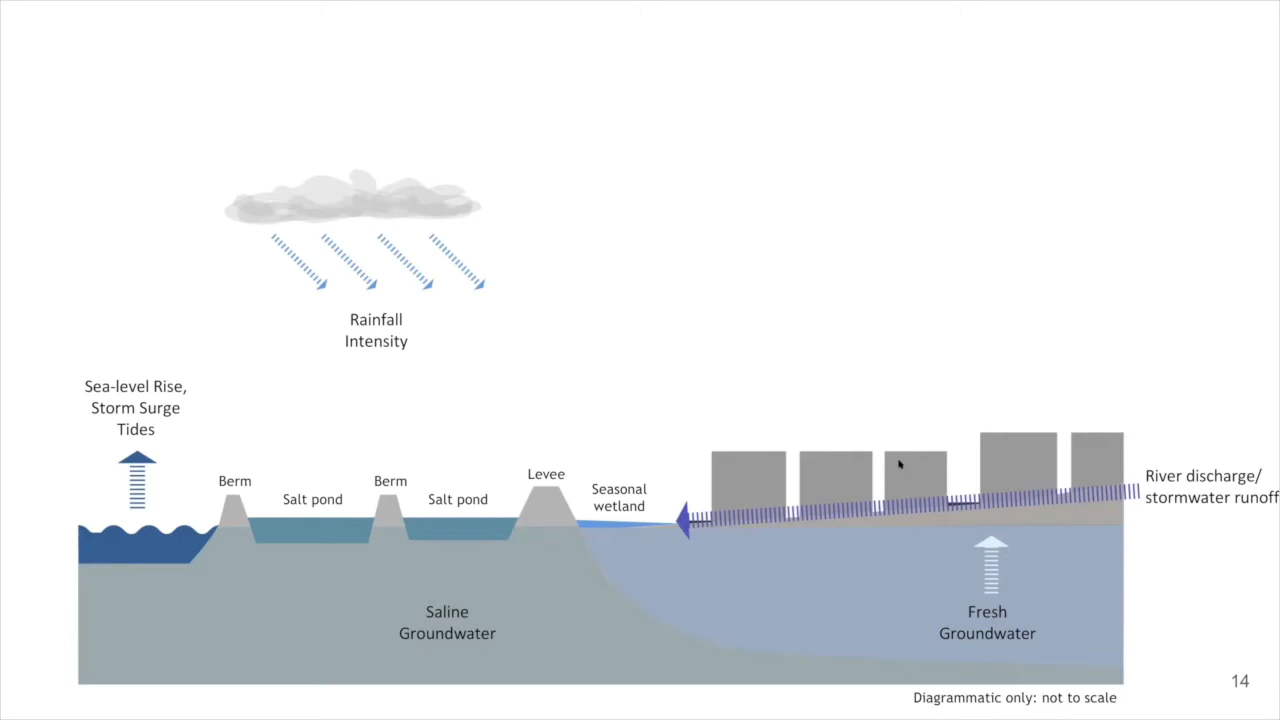 Rainfall
Intensity
Sea-level Rise,
Storm Surge
Tides
Berm
Salt pond
Berm
Salt pond
Levee
Seasonal
wetland
River discharge/
stormwater runoff
Saline
Groundwater
Fresh
Groundwater
14
Diagrammatic only: not to scale